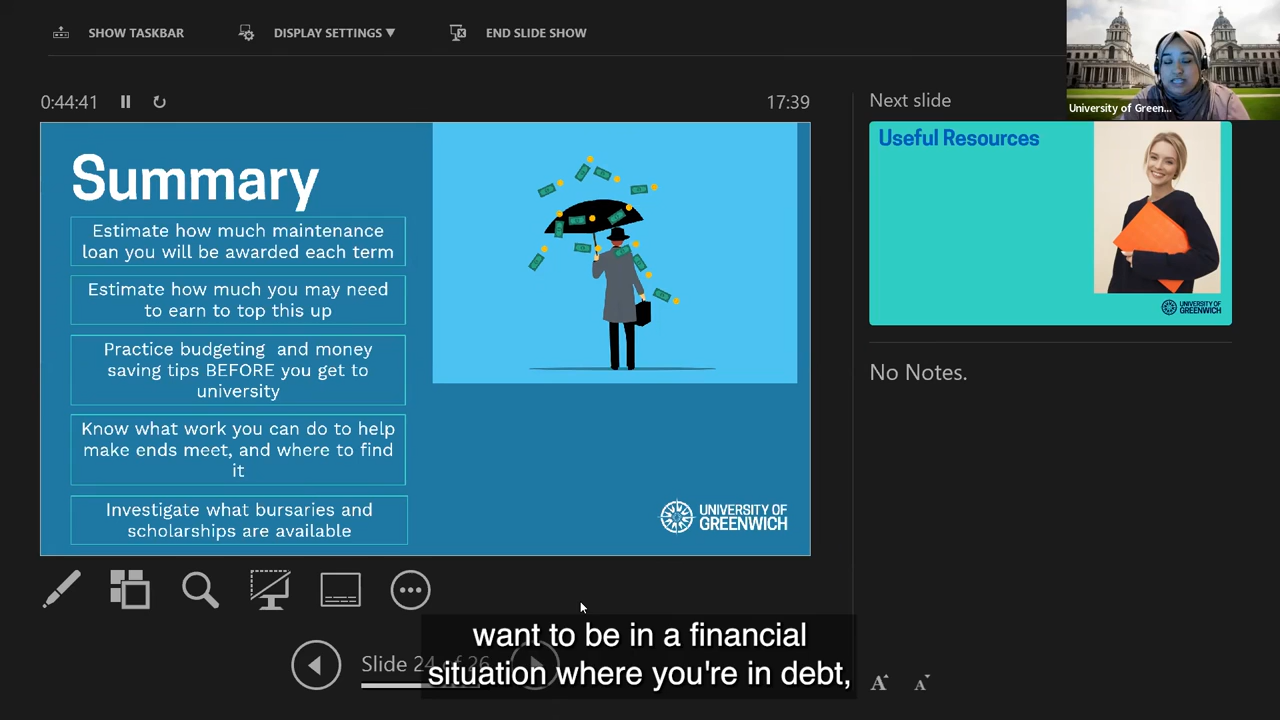 SHOW TASKBAR
DISPLAY SETTINGS ▼
END SLIDE SHOW
University of Green...
0:44:41
17:39
Next slide
Summary
Estimate how much maintenance
loan you will be awarded each term
Estimate how much you may need
to earn to top this up
Practice budgeting and money
saving tips BEFORE you get to
university
Know what work you can do to help
make ends meet, and where to find
it
Investigate what bursaries and
scholarships are available
UNIVERSITY OF
GREENWICH
Useful Resources
UNIVERSITY OF
GREENWICH
No Notes.
Slide 24 of 26
want to be in a financial
situation where you're in debt,
A A